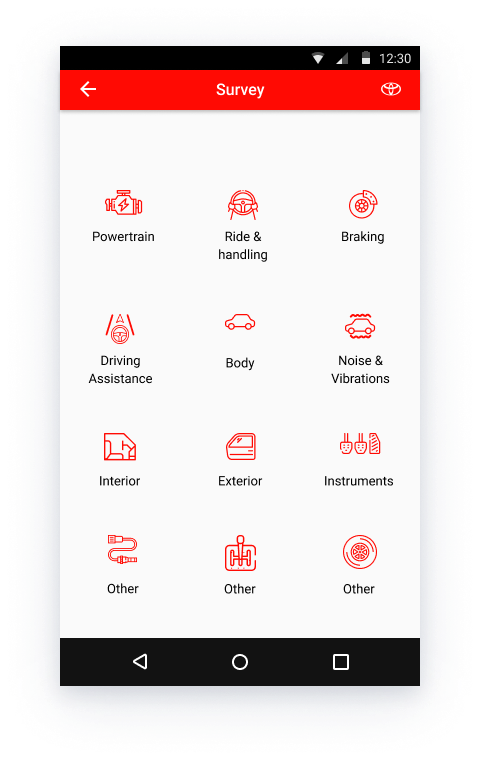 12:30
Survey
Powertrain
Ride &
handling
Braking
Driving
Assistance
Body
Noise &
Vibrations
Interior
Exterior
Instruments
Other
Other
Other